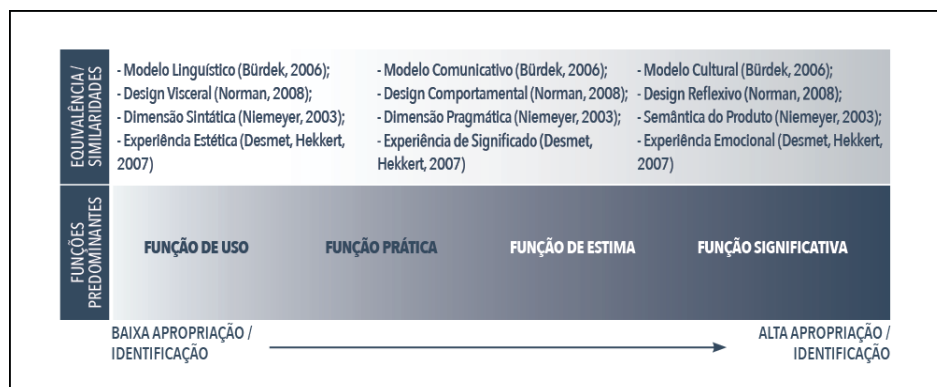 EQUIVALÊNCIA /
SIMILARIDADES
- Modelo Linguístico (Bürdek, 2006);
- Design Visceral (Norman, 2008);
- Dimensão Sintática (Niemeyer, 2003);
- Experiência Estética (Desmet, Hekkert,
2007)
- Modelo Comunicativo (Bürdek, 2006);
- Design Comportamental (Norman, 2008);
- Dimensão Pragmática (Niemeyer, 2003);
- Experiência de Significado (Desmet,
Hekkert, 2007)
- Modelo Cultural (Bürdek, 2006);
- Design Reflexivo (Norman, 2008);
- Semântica do Produto (Niemeyer, 2003);
- Experiência Emocional (Desmet, Hekkert,
2007)
FUNÇÕES
PREDOMINANTES
FUNÇÃO DE USO
FUNÇÃO PRÁTICA
FUNÇÃO DE ESTIMA
FUNÇÃO SIGNIFICATIVA
BAIXA APROPRIAÇÃO /
IDENTIFICAÇÃO
ALTA APROPRIAÇÃO /
IDENTIFICAÇÃO